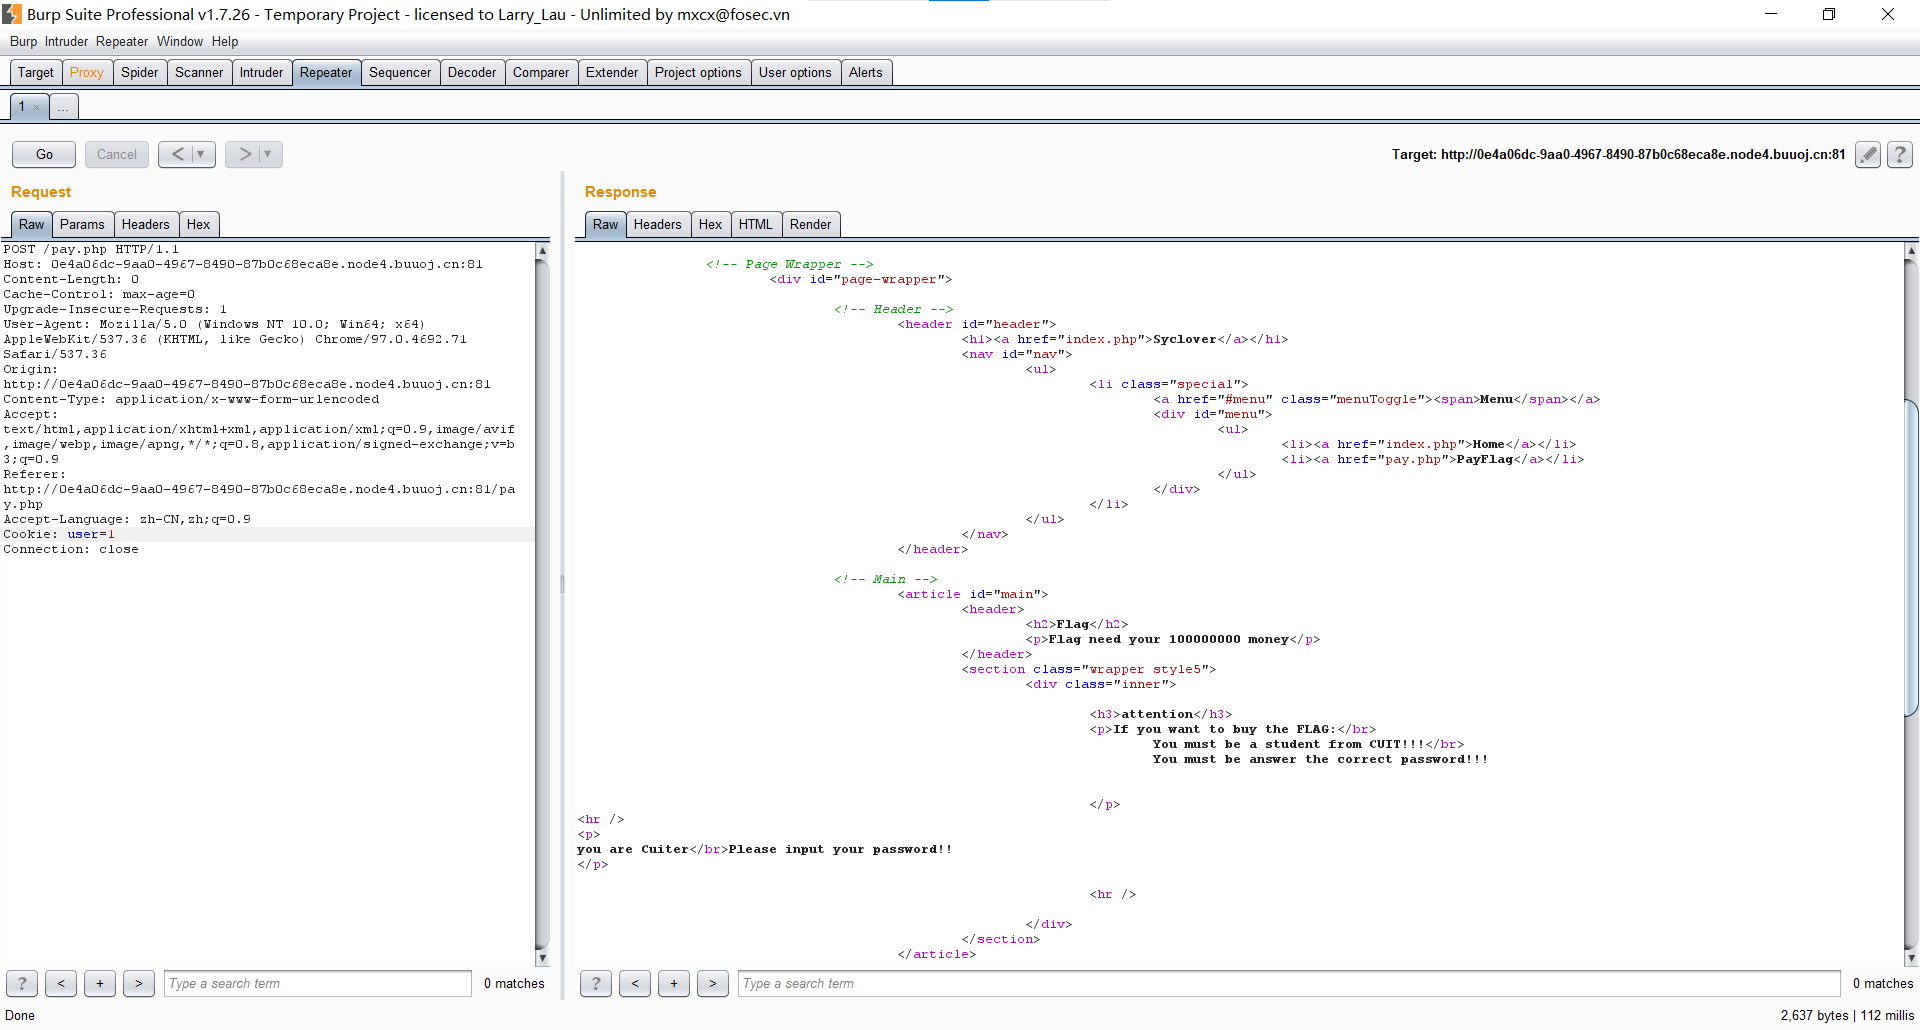 Burp Suite Professional v1.7.26 - Temporary Project - licensed to Larry_Lau - Unlimited by mxcx@fosec.vn
Burp Intruder Repeater Window Help
Target Proxy Spider Scanner Intruder Repeater Sequencer Decoder Comparer Extender Project options User options Alerts
1 × ...
Go Cancel < ▼ > ▼ Target: http://0e4a06dc-9aa0-4967-8490-87b0c68eca8e.node4.buuoj.cn:81 ?
Request
Raw Params Headers Hex
POST /pay.php HTTP/1.1
Host: 0e4a06dc-9aa0-4967-8490-87b0c68eca8e.node4.buuoj.cn:81
Content-Length: 0
Cache-Control: max-age=0
Upgrade-Insecure-Requests: 1
User-Agent: Mozilla/5.0 (Windows NT 10.0; Win64; x64)
AppleWebKit/537.36 (KHTML, like Gecko) Chrome/97.0.4692.71
Safari/537.36
Origin:
http://0e4a06dc-9aa0-4967-8490-87b0c68eca8e.node4.buuoj.cn:81
Content-Type: application/x-www-form-urlencoded
Accept:
text/html,application/xhtml+xml,application/xml;q=0.9,image/avif
,image/webp,image/apng,*/*;q=0.8,application/signed-exchange;v=b
3;q=0.9
Referer:
http://0e4a06dc-9aa0-4967-8490-87b0c68eca8e.node4.buuoj.cn:81/pa
y.php
Accept-Language: zh-CN,zh;q=0.9
Cookie: user=1
Connection: close
? < + > Type a search term 0 matches
Response
Raw Headers Hex HTML Render
<!-- Page Wrapper -->
<div id="page-wrapper">
<!-- Header -->
<header id="header">
<h1><a href="index.php">Syclover</a></h1>
<nav id="nav">
<ul>
<li class="special">
<a href="#menu" class="menuToggle"><span>Menu</span></a>
<div id="menu">
<ul>
<li><a href="index.php">Home</a></li>
<li><a href="pay.php">PayFlag</a></li>
</ul>
</div>
</li>
</ul>
</nav>
</header>
<!-- Main -->
<article id="main">
<header>
<h2>Flag</h2>
<p>Flag need your 100000000 money</p>
</header>
<section class="wrapper style5">
<div class="inner">
<h3>attention</h3>
<p>If you want to buy the FLAG:</br>
You must be a student from CUIT!!!</br>
You must be answer the correct password!!!
</p>
<hr />
<p>
you are Cuiter</br>Please input your password!!
</p>
<hr />
</div>
</section>
</article>
? < + > Type a search term 0 matches
Done 2,637 bytes | 112 millis